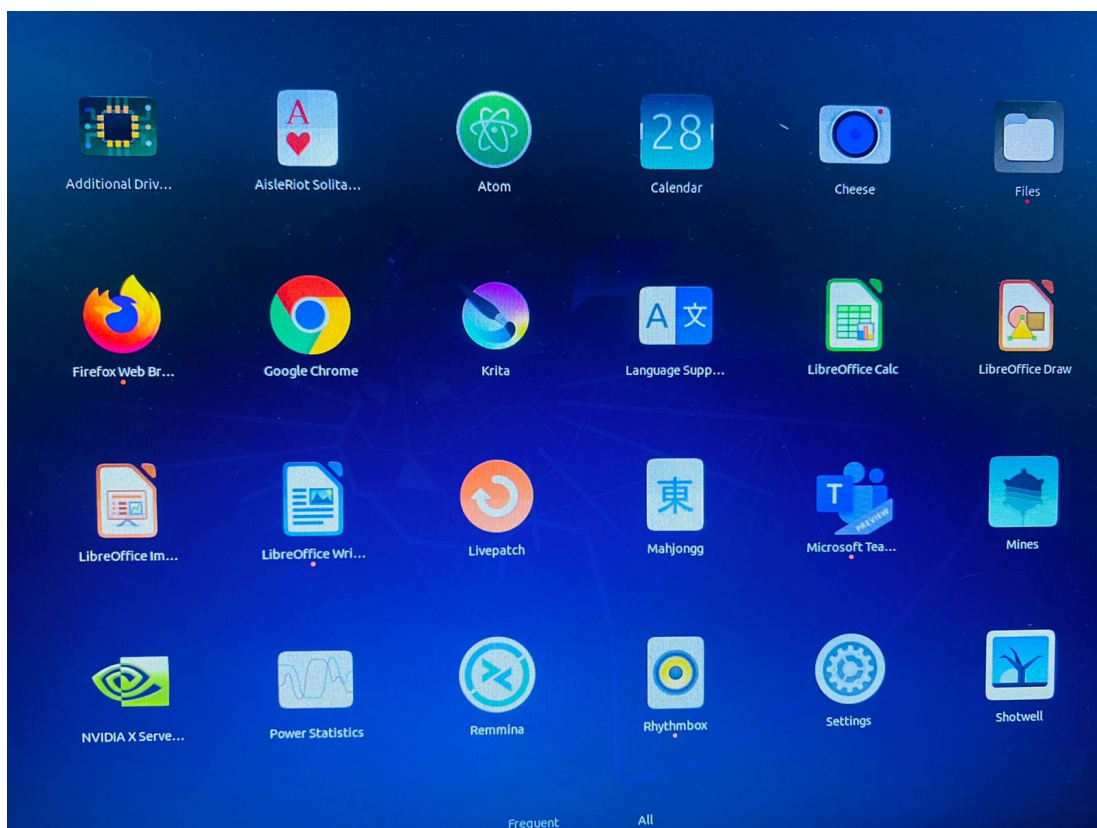 Additional Driv...
AisleRiot Solita...
Atom
28
Calendar
Cheese
Files
Firefox Web Br...
Google Chrome
Krita
A 文
Language Supp...
LibreOffice Calc
LibreOffice Draw
LibreOffice Im...
LibreOffice Wri...
Livepatch
東
Mahjongg
T
PREVIEW
Microsoft Tea...
Mines
NVIDIA X Serve...
Power Statistics
Remmina
Rhythmbox
Settings
Shotwell
Frequent
All
A